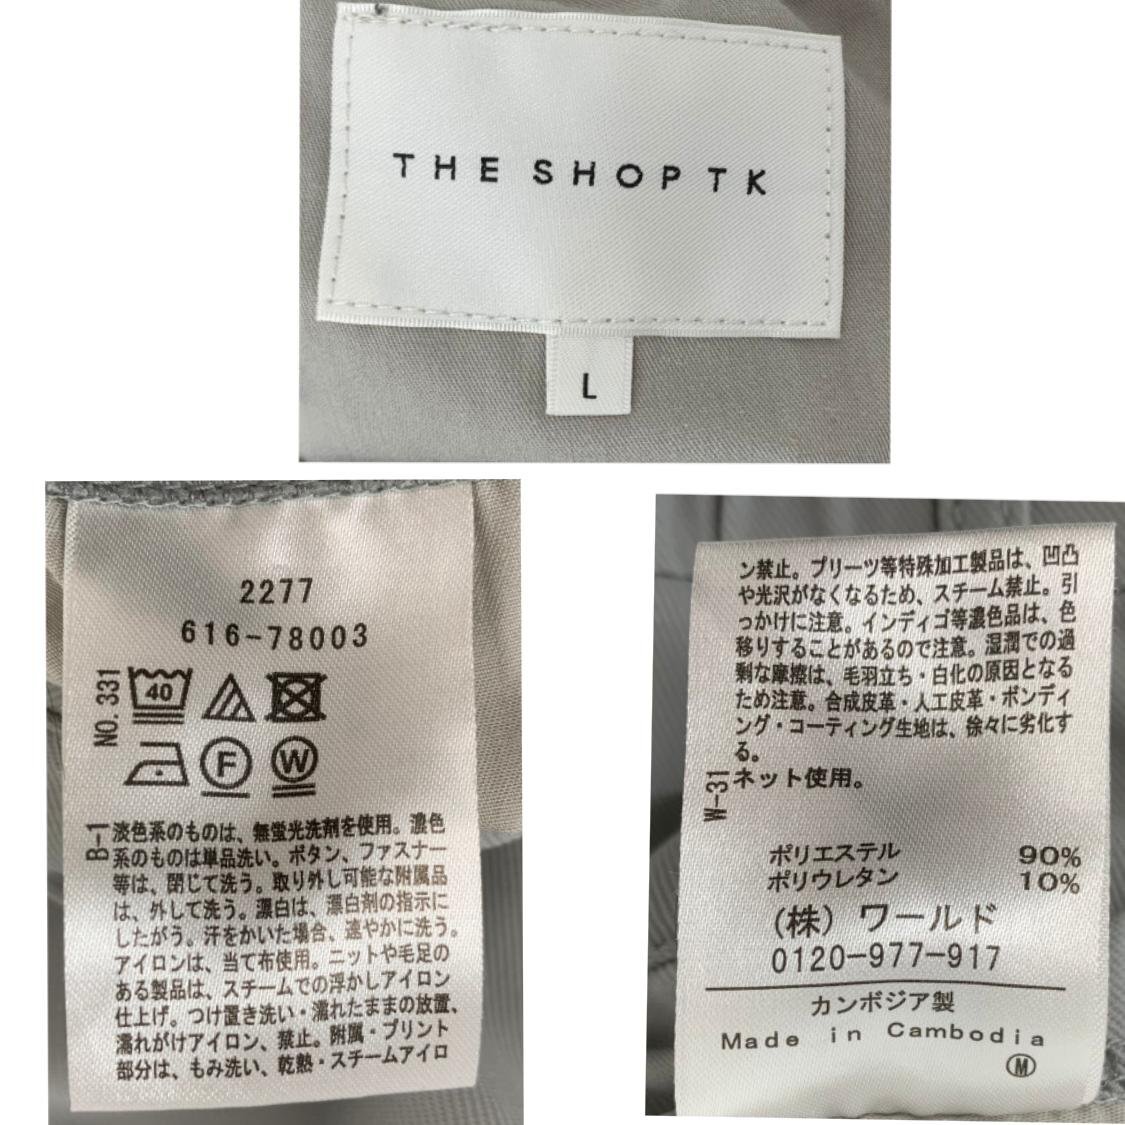 THE SHOP TK
L
2277
616-78003
NO.331
40
F
W
B-1
淡色系のものは、無蛍光洗剤を使用。濃色
系のものは単品洗い。ボタン、ファスナー
等は、閉じて洗う。取り外し可能な附属品
は、外して洗う。漂白は、漂白剤の指示に
したがう。汗をかいた場合、速やかに洗う。
アイロンは、当て布使用。ニットや毛足の
ある製品は、スチームでの浮かしアイロン
仕上げ。つけ置き洗い・濡れたままの放置、
濡れがけアイロン、禁止。附属・プリント
部分は、もみ洗い、乾熱・スチームアイロ
ン禁止。プリーツ等特殊加工製品は、凹凸
や光沢がなくなるため、スチーム禁止。引
っかけに注意。インディゴ等濃色品は、色
移りすることがあるので注意。湿潤での過
剰な摩擦は、毛羽立ち・白化の原因となる
ため注意。合成皮革・人工皮革・ボンディ
ング・コーティング生地は、徐々に劣化す
る。
W-31
ネット使用。
ポリエステル 90%
ポリウレタン 10%
(株) ワールド
0120-977-917
カンボジア製
Made in Cambodia
M